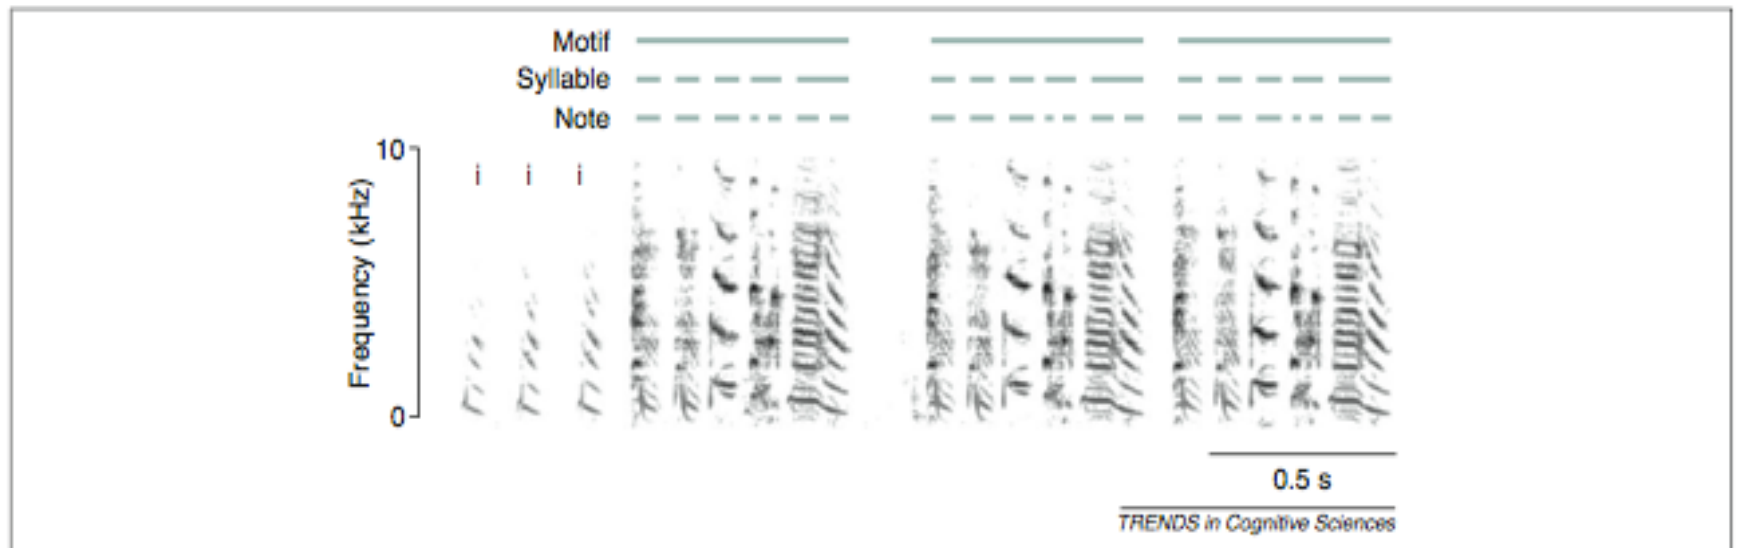 Motif
Syllable
Note
10
i i i
Frequency (kHz)
0
0.5 s
TRENDS in Cognitive Sciences